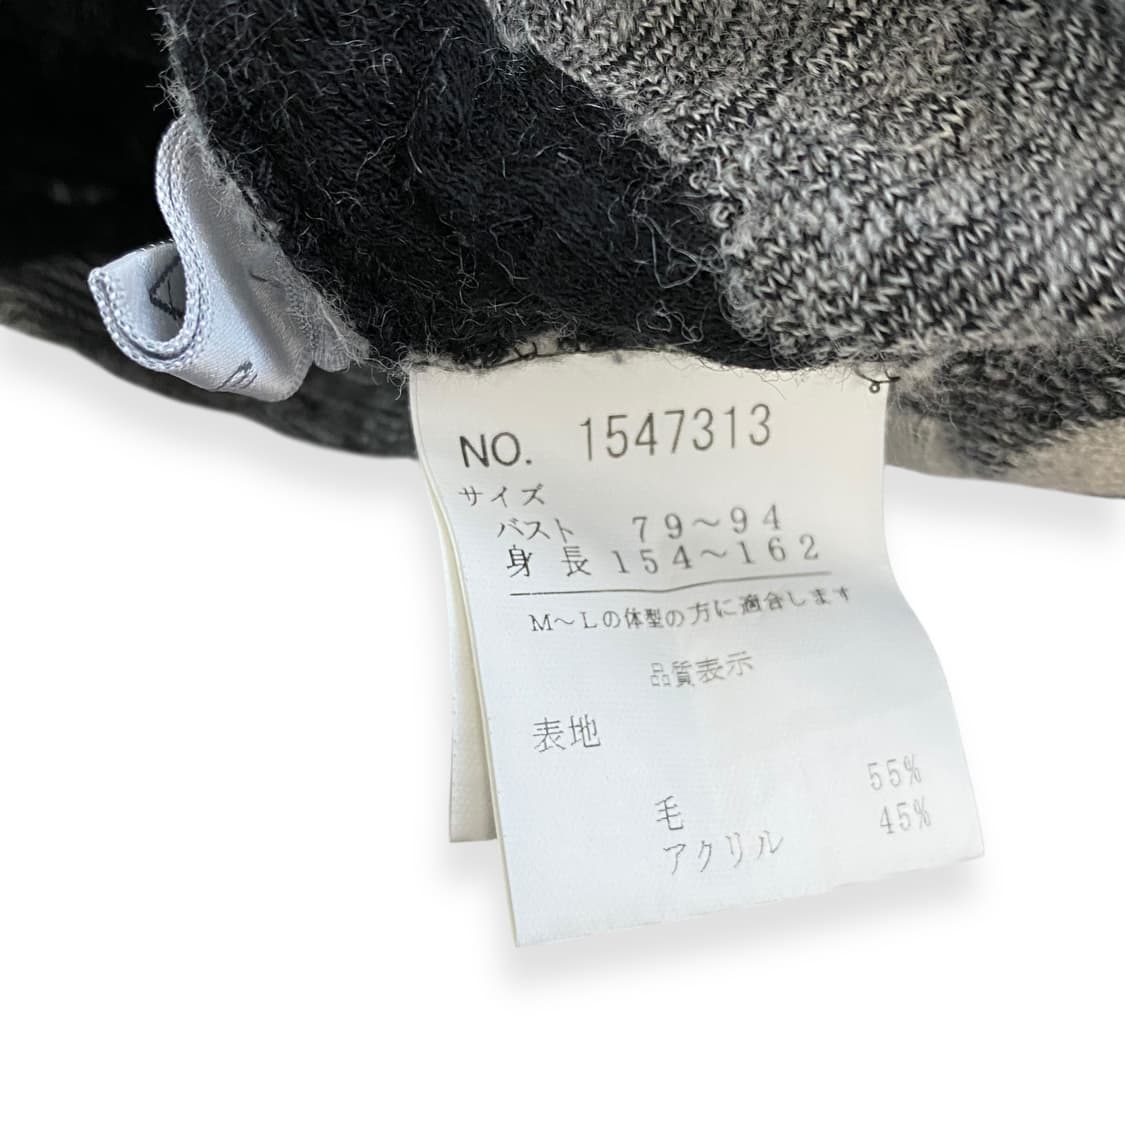 NO. 1547313
サイズ
バスト 79～94
身長 154～162
M～Lの体型の方に適合します
品質表示
表地
55%
毛 45%
アクリル